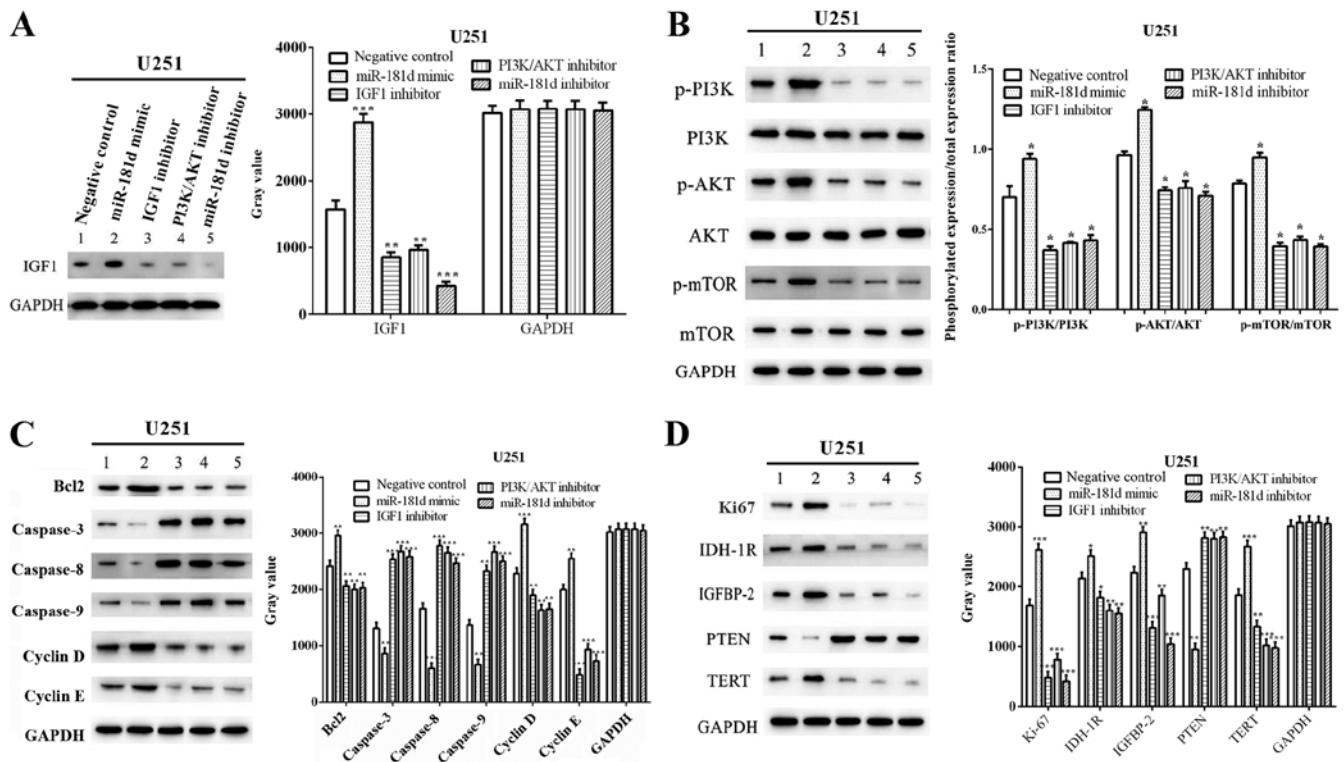 A
U251
Negative control
miR-181d mimic
IGF1 inhibitor
PI3K/AKT inhibitor
miR-181d inhibitor
1 2 3 4 5
IGF1
GAPDH
U251
Negative control
miR-181d mimic
IGF1 inhibitor
PI3K/AKT inhibitor
miR-181d inhibitor
Gray value
4000
3000
2000
1000
0
***
**
**
***
IGF1 GAPDH
B
U251
1 2 3 4 5
p-PI3K
PI3K
p-AKT
AKT
p-mTOR
mTOR
GAPDH
U251
Negative control
miR-181d mimic
IGF1 inhibitor
PI3K/AKT inhibitor
miR-181d inhibitor
Phosphorylated expression/total expression ratio
1.5
1.0
0.5
0.0
* * * *
* * * *
* * * *
p-PI3K/PI3K p-AKT/AKT p-mTOR/mTOR
C
U251
1 2 3 4 5
Bcl2
Caspase-3
Caspase-8
Caspase-9
Cyclin D
Cyclin E
GAPDH
U251
Negative control
miR-181d mimic
IGF1 inhibitor
PI3K/AKT inhibitor
miR-181d inhibitor
Gray value
4000
3000
2000
1000
0
Bcl2 Caspase-3 Caspase-8 Caspase-9 Cyclin D Cyclin E GAPDH
D
U251
1 2 3 4 5
Ki67
IDH-1R
IGFBP-2
PTEN
TERT
GAPDH
U251
Negative control
miR-181d mimic
IGF1 inhibitor
PI3K/AKT inhibitor
miR-181d inhibitor
Gray value
4000
3000
2000
1000
0
Ki-67 IDH-1R IGFBP-2 PTEN TERT GAPDH